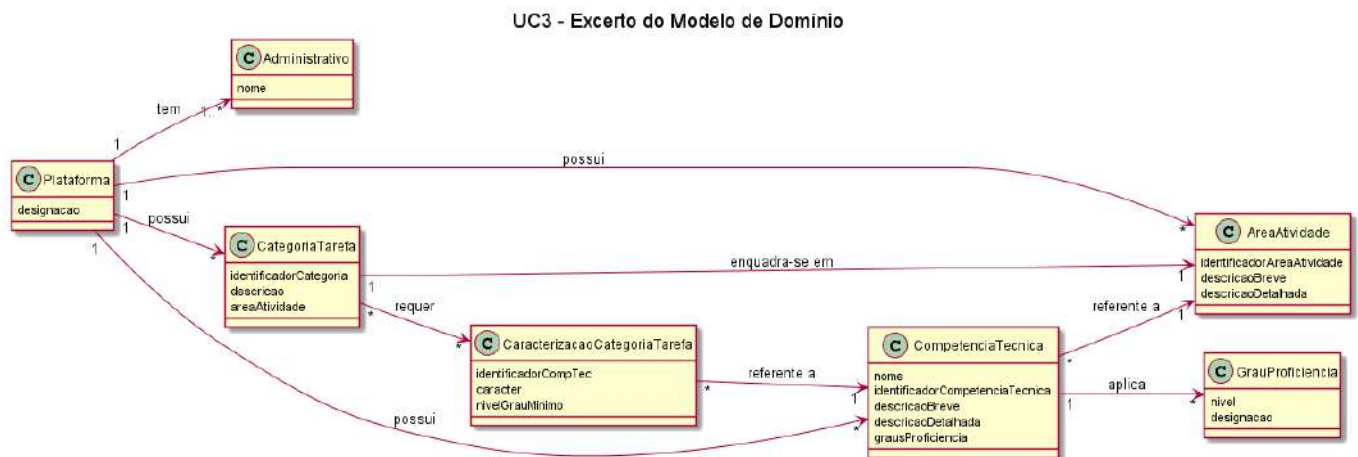 UC3 - Excerto do Modelo de Domínio
C Administrativo
nome
tem
1
1..*
C Plataforma
designacao
possui
1
*
possui
1
*
1
possui
*
C CategoriaTarefa
identificadorCategoria
descricao
areaAtividade
enquadra-se em
1
1
requer
*
*
C CaracterizacaoCategoriaTarefa
identificadorCompTec
caracter
nivelGrauMinimo
referente a
*
1
C CompetenciaTecnica
nome
identificadorCompetenciaTecnica
descricaoBreve
descricaoDetalhada
grausProficiencia
referente a
*
1
aplica
1
*
C AreaAtividade
identificadorAreaAtividade
descricaoBreve
descricaoDetalhada
C GrauProficiencia
nivel
designacao